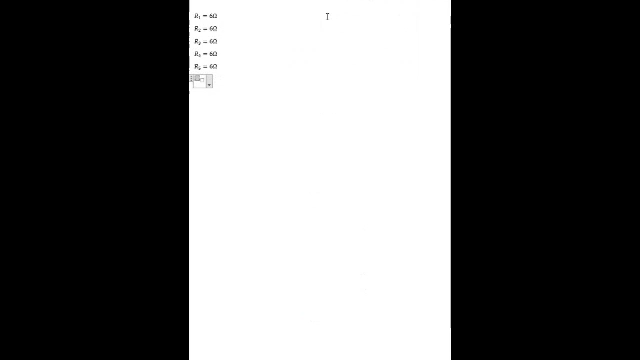 R₁ = 6Ω
R₂ = 6Ω
R₃ = 6Ω
R₄ = 6Ω
R₅ = 6Ω